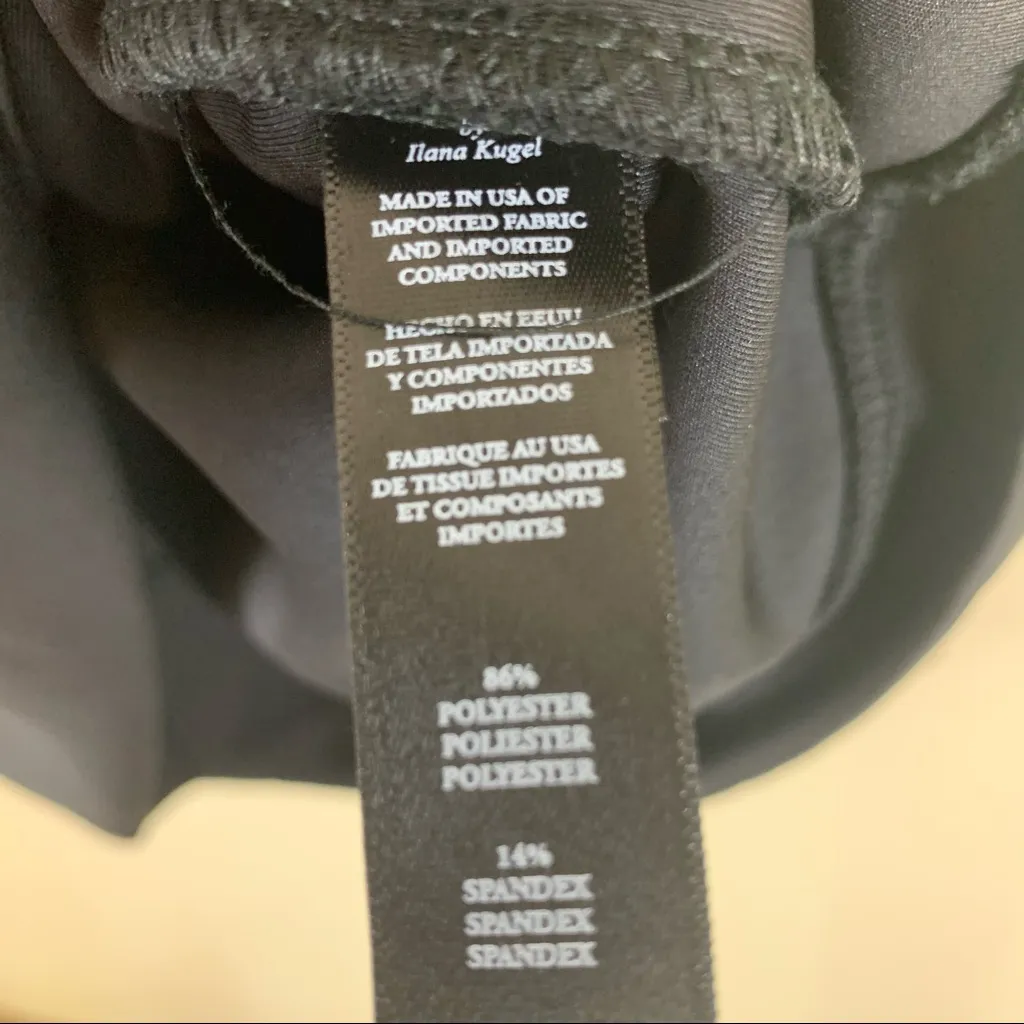 by
Ilana Kugel
MADE IN USA OF
IMPORTED FABRIC
AND IMPORTED
COMPONENTS
HECHO EN EEUU
DE TELA IMPORTADA
Y COMPONENTES
IMPORTADOS
FABRIQUE AU USA
DE TISSUE IMPORTES
ET COMPOSANTS
IMPORTES
86%
POLYESTER
POLIESTER
POLYESTER
14%
SPANDEX
SPANDEX
SPANDEX